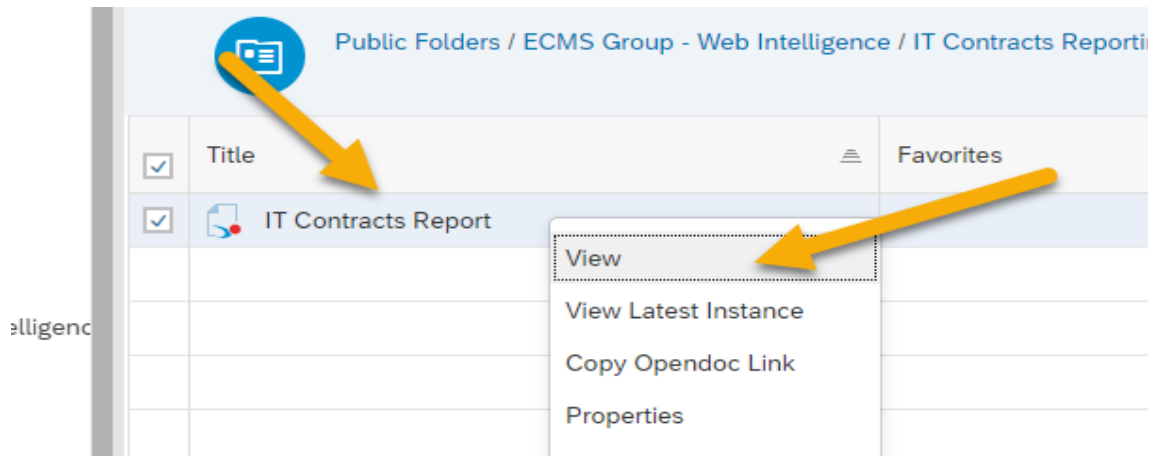 Public Folders / ECMS Group - Web Intelligence / IT Contracts Reporti
Title Favorites
IT Contracts Report
View
View Latest Instance
elligenc
Copy Opendoc Link
Properties